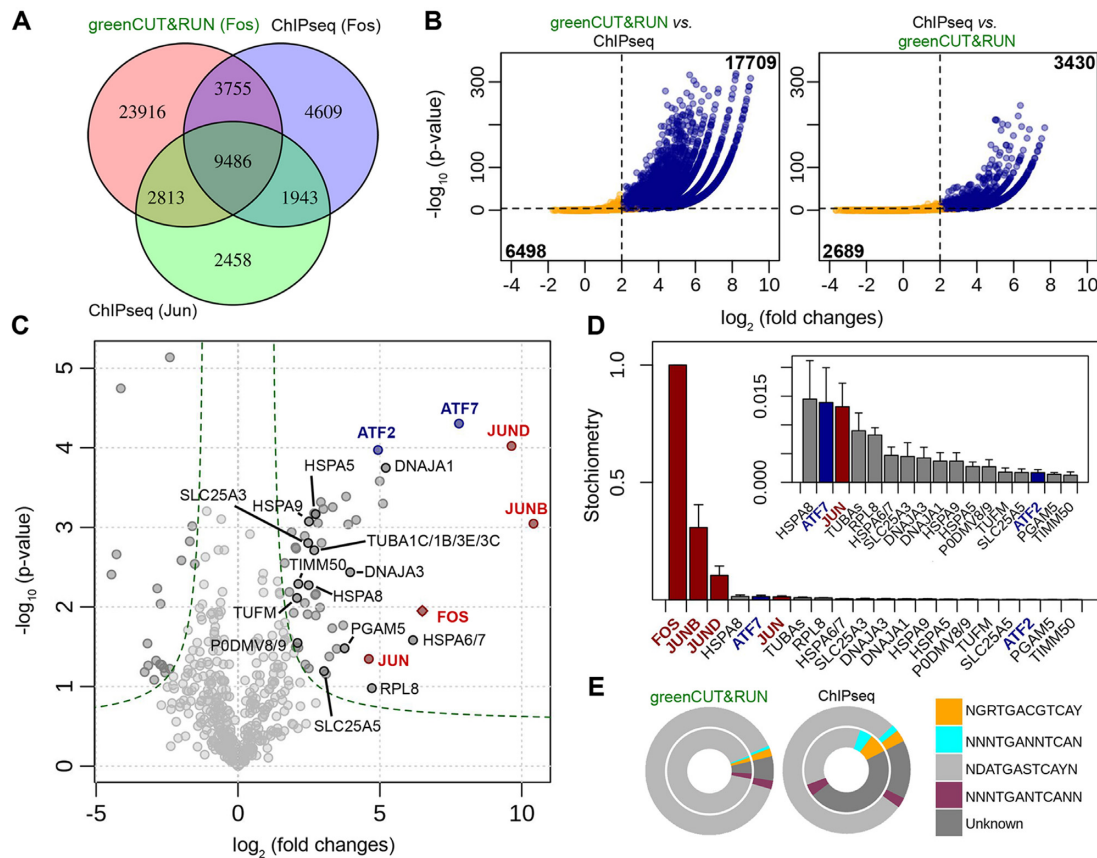 A
greenCUT&RUN (Fos)
ChIPseq (Fos)
23916
3755
4609
9486
2813
1943
2458
ChIPseq (Jun)
B
greenCUT&RUN vs.
ChIPseq
ChIPseq vs.
greenCUT&RUN
17709
3430
6498
2689
-log10 (p-value)
300
100
0
300
100
0
-4 -2 0 2 4 6 8 10
-4 -2 0 2 4 6 8 10
log2 (fold changes)
C
-log10 (p-value)
5
4
3
2
1
0
-5 0 5 10
log2 (fold changes)
ATF7
ATF2
JUND
HSPA5
DNAJA1
SLC25A3
HSPA9
JUNB
TUBA1C/1B/3E/3C
TIMM50
DNAJA3
HSPA8
TUFM
FOS
PGAM5
P0DMV8/9
HSPA6/7
JUN
RPL8
SLC25A5
D
Stochiometry
1.0
0.5
FOS
JUNB
JUND
HSPA8
ATF7
JUN
TUBAs
RPL8
HSPA6/7
SLC25A3
DNAJA3
DNAJA1
HSPA9
HSPA5
P0DMV8/9
TUFM
SLC25A5
ATF2
PGAM5
TIMM50
0.015
0.000
HSPA8
ATF7
JUN
TUBAs
RPL8
HSPA6/7
SLC25A3
DNAJA3
DNAJA1
HSPA9
HSPA5
P0DMV8/9
TUFM
SLC25A5
ATF2
PGAM5
TIMM50
E
greenCUT&RUN
ChIPseq
NGRTGACGTCAY
NNNTGANNTCAN
NDATGASTCAYN
NNNTGANTCANN
Unknown